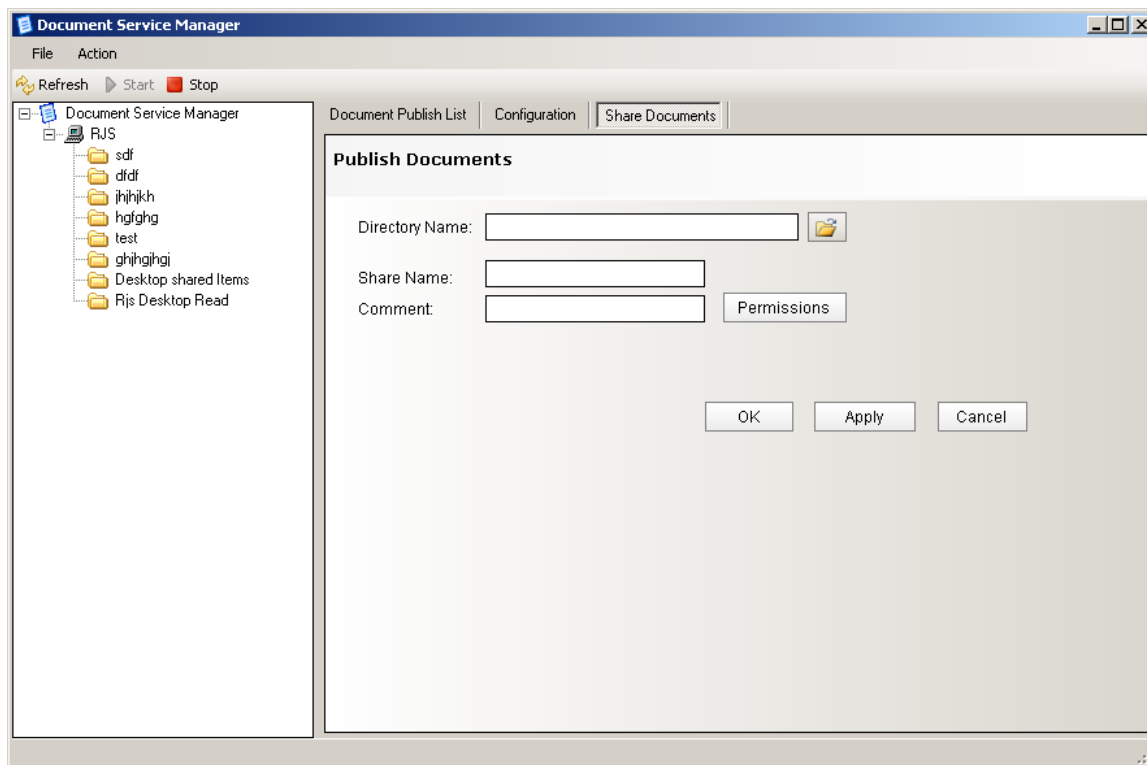 Document Service Manager
File Action
Refresh Start Stop
Document Service Manager
RJS
sdf
dfdf
jhjhjkh
hgfghg
test
ghjhgjhgj
Desktop shared Items
Rjs Desktop Read
Document Publish List Configuration Share Documents
Publish Documents
Directory Name:
Share Name:
Comment: Permissions
OK Apply Cancel